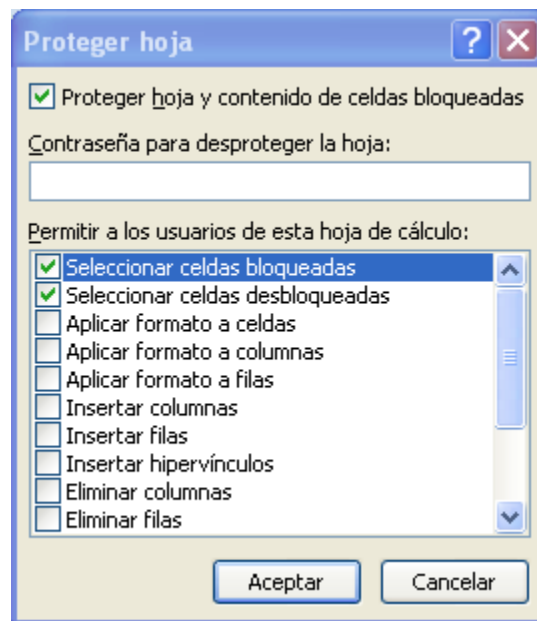 Proteger hoja
Proteger hoja y contenido de celdas bloqueadas
Contraseña para desproteger la hoja:
Permitir a los usuarios de esta hoja de cálculo:
Seleccionar celdas bloqueadas
Seleccionar celdas desbloqueadas
Aplicar formato a celdas
Aplicar formato a columnas
Aplicar formato a filas
Insertar columnas
Insertar filas
Insertar hipervínculos
Eliminar columnas
Eliminar filas
Aceptar Cancelar